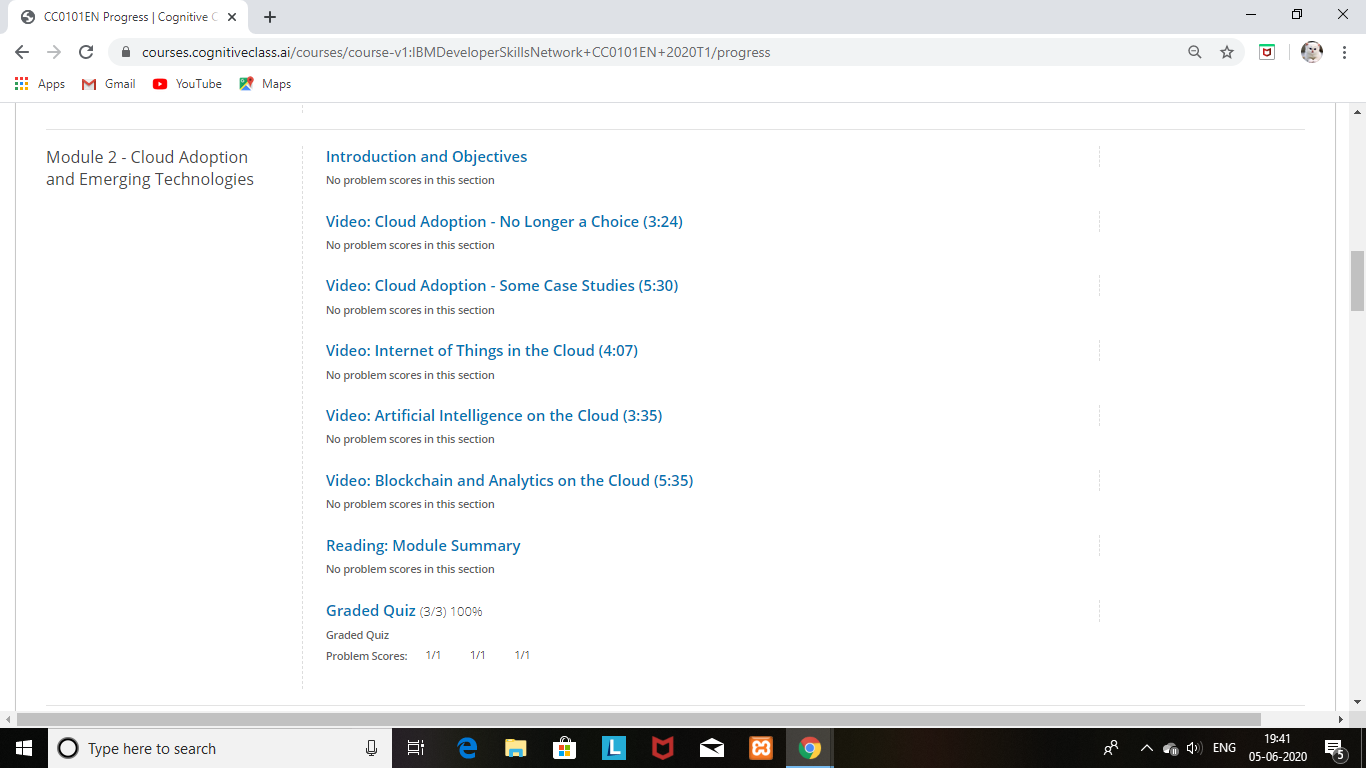 CC0101EN Progress | Cognitive C
courses.cognitiveclass.ai/courses/course-v1:IBMDeveloperSkillsNetwork+CC0101EN+2020T1/progress
Apps Gmail YouTube Maps
Module 2 - Cloud Adoption
and Emerging Technologies
Introduction and Objectives
No problem scores in this section
Video: Cloud Adoption - No Longer a Choice (3:24)
No problem scores in this section
Video: Cloud Adoption - Some Case Studies (5:30)
No problem scores in this section
Video: Internet of Things in the Cloud (4:07)
No problem scores in this section
Video: Artificial Intelligence on the Cloud (3:35)
No problem scores in this section
Video: Blockchain and Analytics on the Cloud (5:35)
No problem scores in this section
Reading: Module Summary
No problem scores in this section
Graded Quiz (3/3) 100%
Graded Quiz
Problem Scores: 1/1 1/1 1/1
Type here to search
L
ENG
19:41
05-06-2020
5